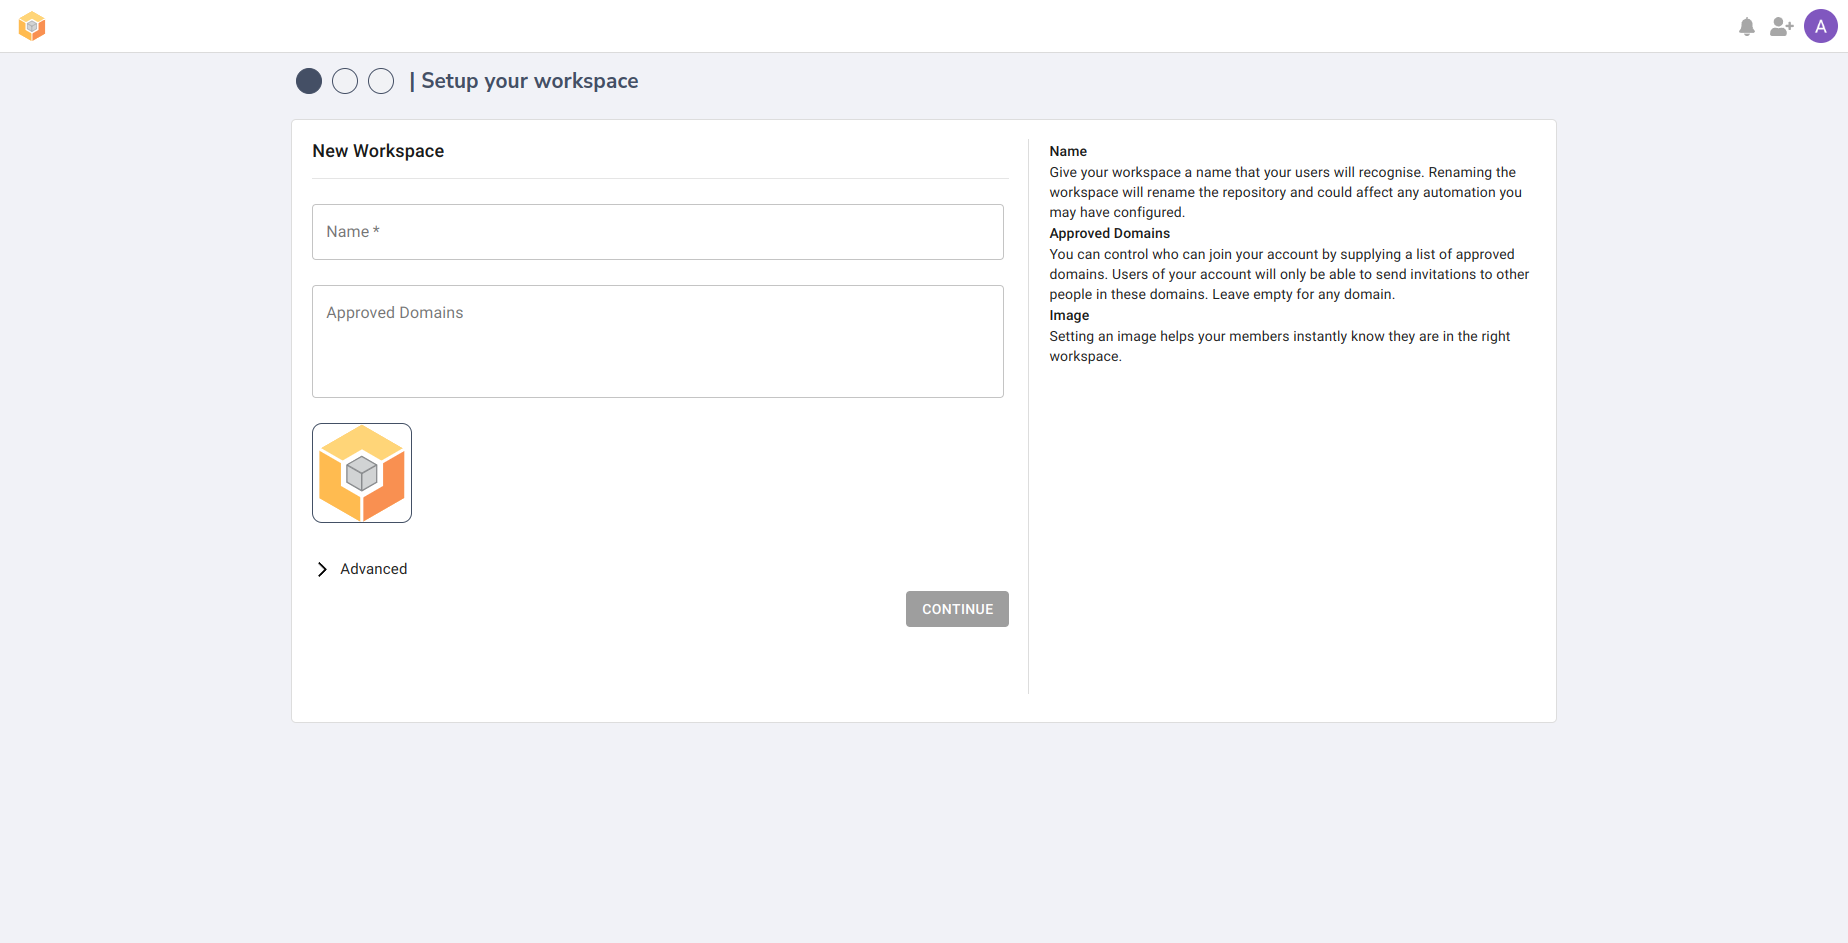 A
| Setup your workspace
New Workspace
Name *
Approved Domains
Advanced
CONTINUE
Name
Give your workspace a name that your users will recognise. Renaming the
workspace will rename the repository and could affect any automation you
may have configured.
Approved Domains
You can control who can join your account by supplying a list of approved
domains. Users of your account will only be able to send invitations to other
people in these domains. Leave empty for any domain.
Image
Setting an image helps your members instantly know they are in the right
workspace.